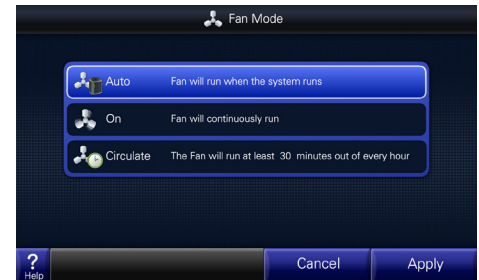 Fan Mode
Auto Fan will run when the system runs
On Fan will continuously run
Circulate The Fan will run at least 30 minutes out of every hour
? Help Cancel Apply